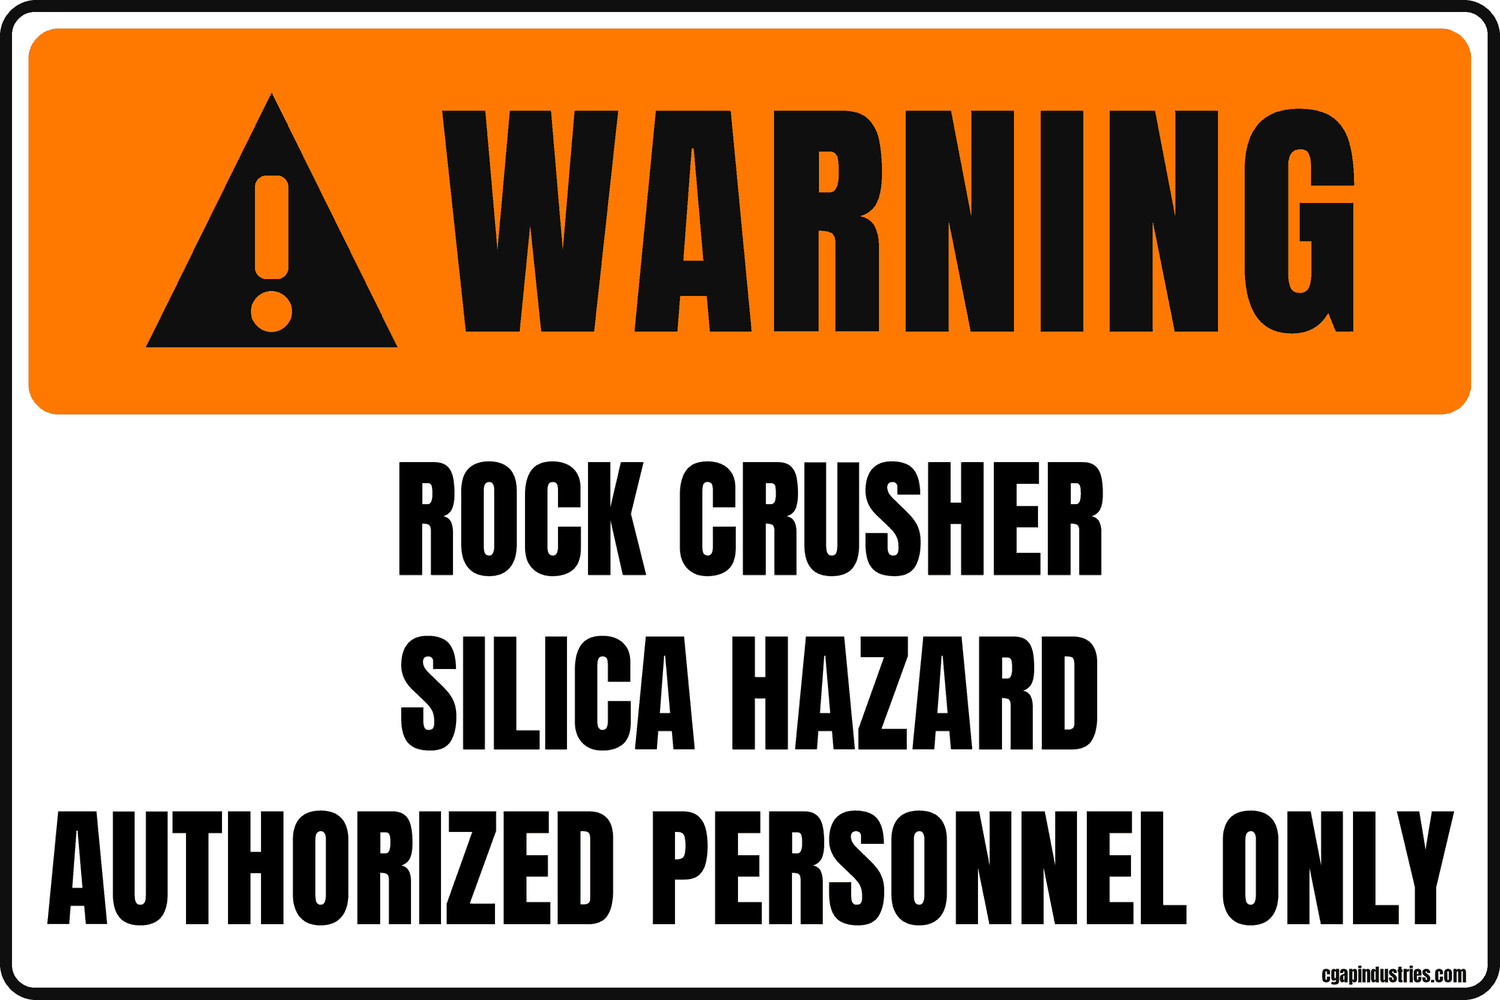 WARNING
ROCK CRUSHER
SILICA HAZARD
AUTHORIZED PERSONNEL ONLY
cgapindustries.com